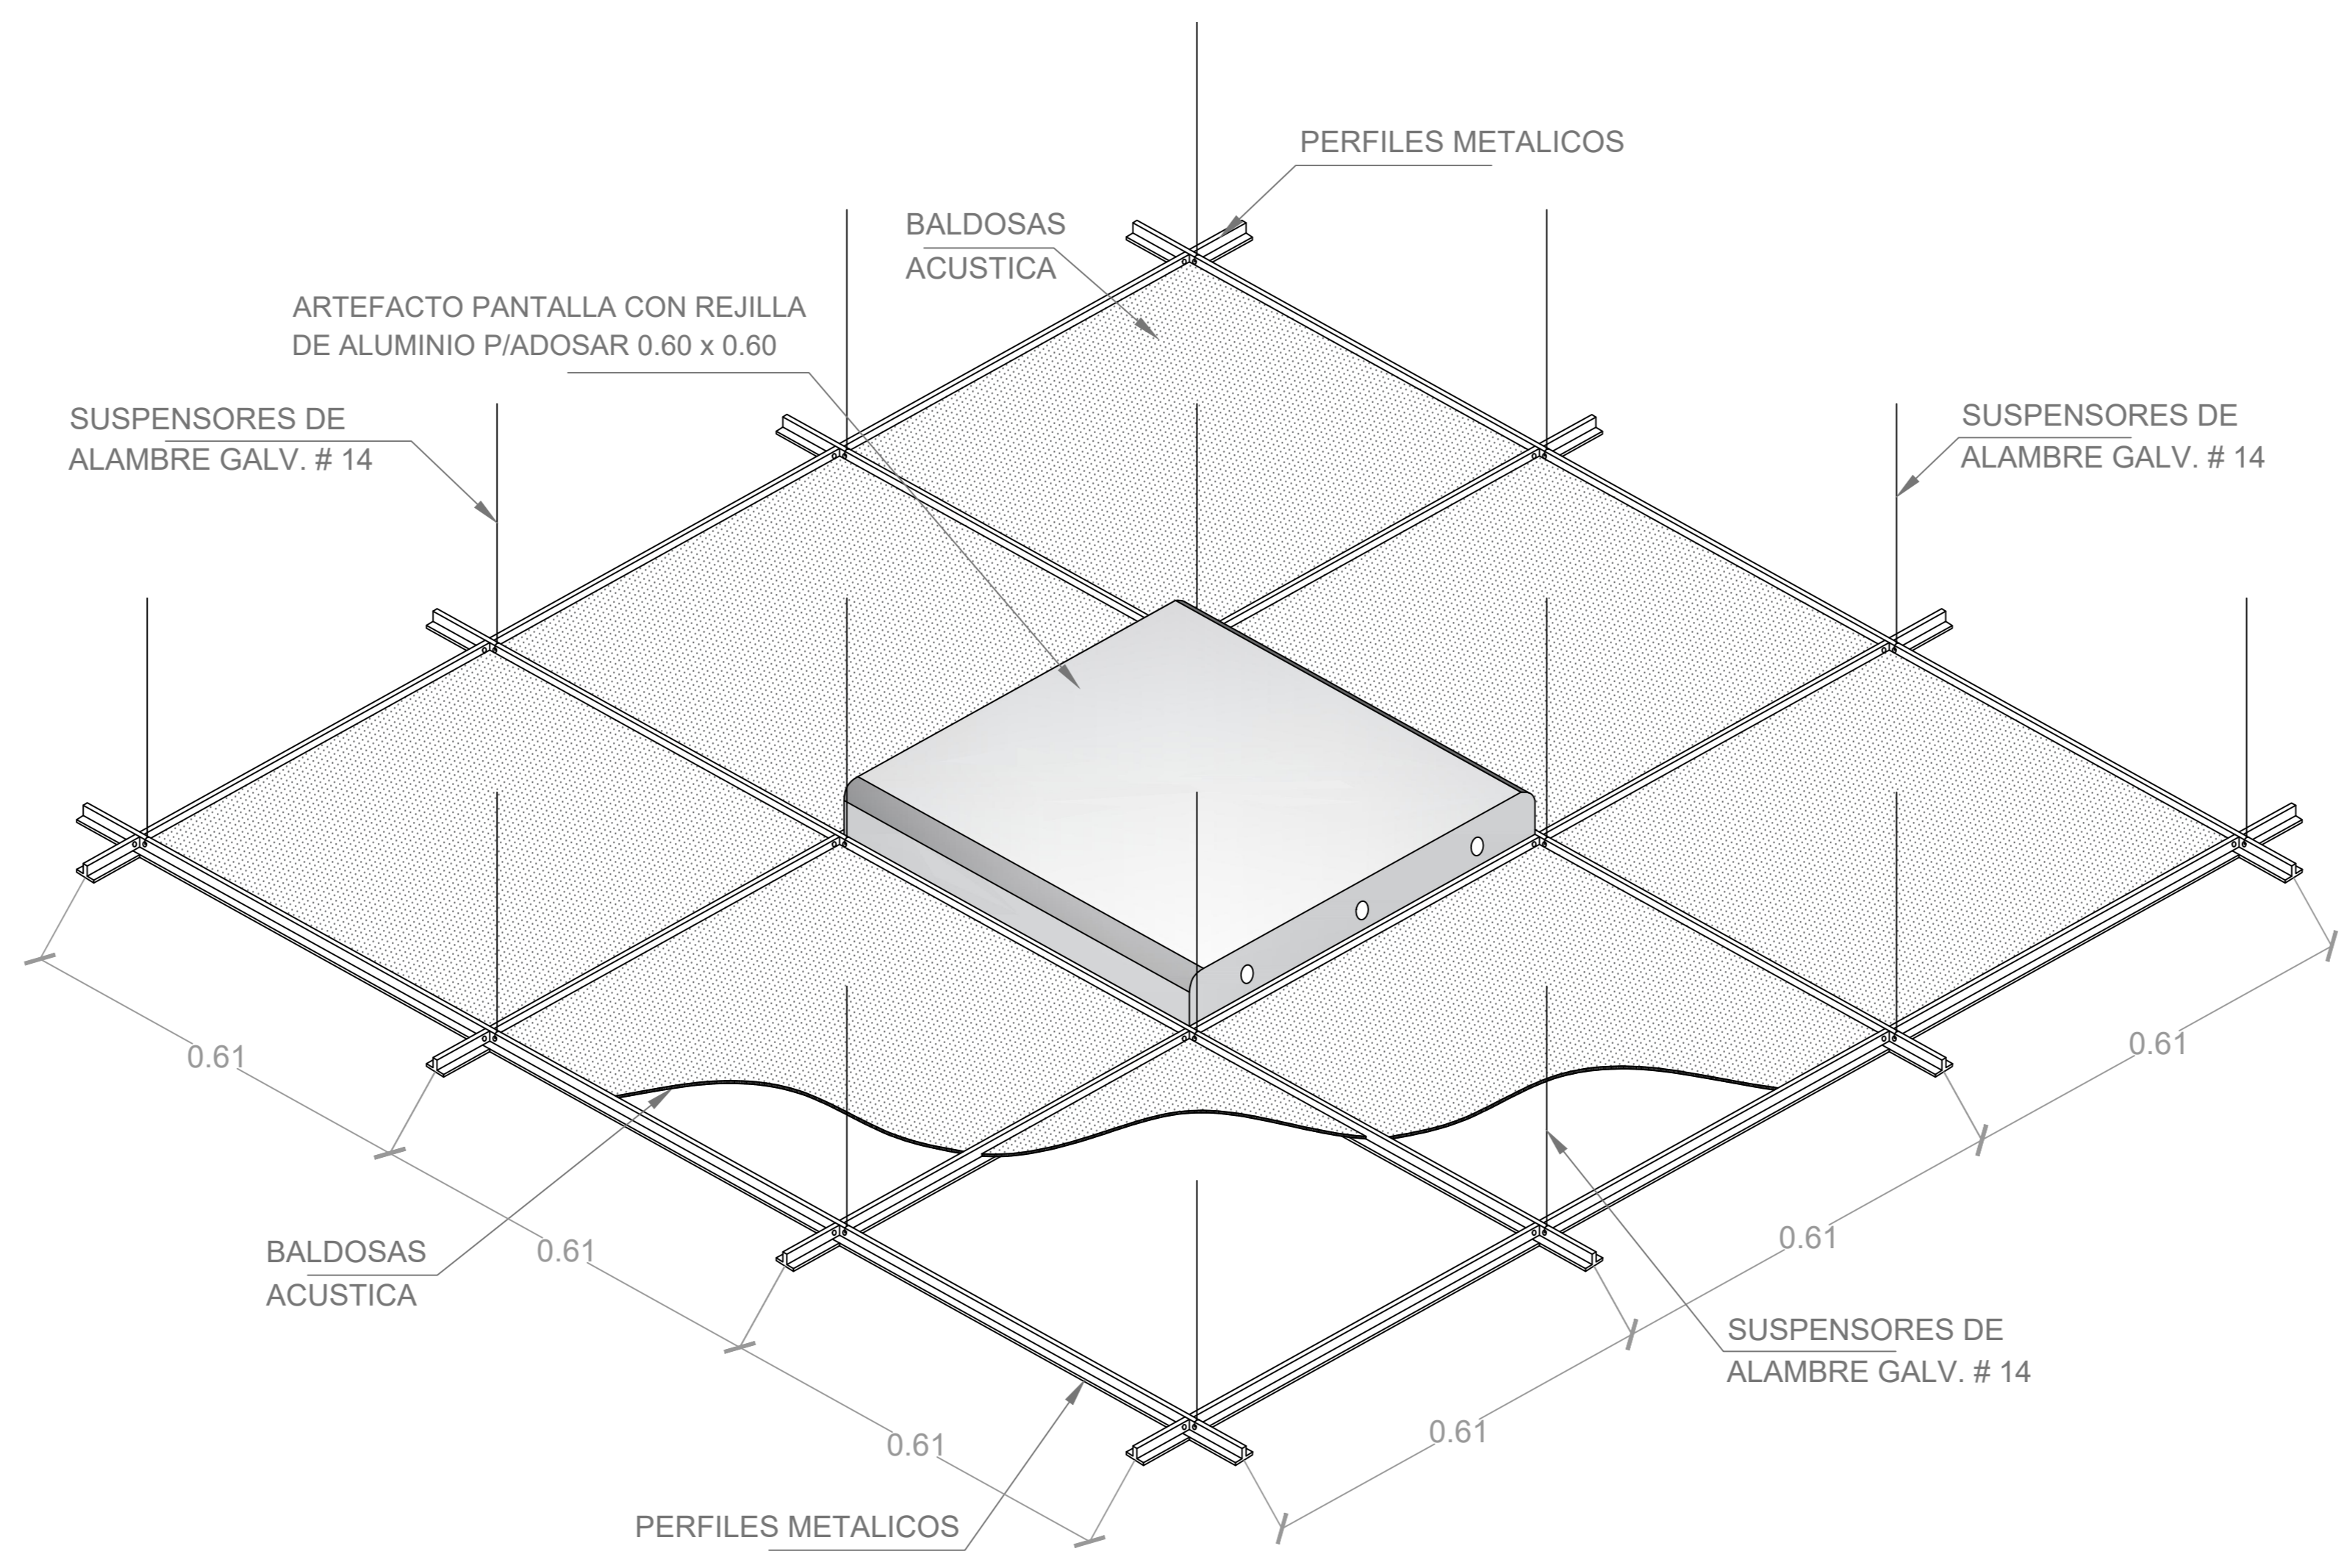 PERFILES METALICOS
BALDOSAS
ACUSTICA
ARTEFACTO PANTALLA CON REJILLA
DE ALUMINIO P/ADOSAR 0.60 x 0.60
SUSPENSORES DE
ALAMBRE GALV. # 14
SUSPENSORES DE
ALAMBRE GALV. # 14
0.61
0.61
0.61
0.61
0.61
0.61
BALDOSAS
ACUSTICA
SUSPENSORES DE
ALAMBRE GALV. # 14
PERFILES METALICOS